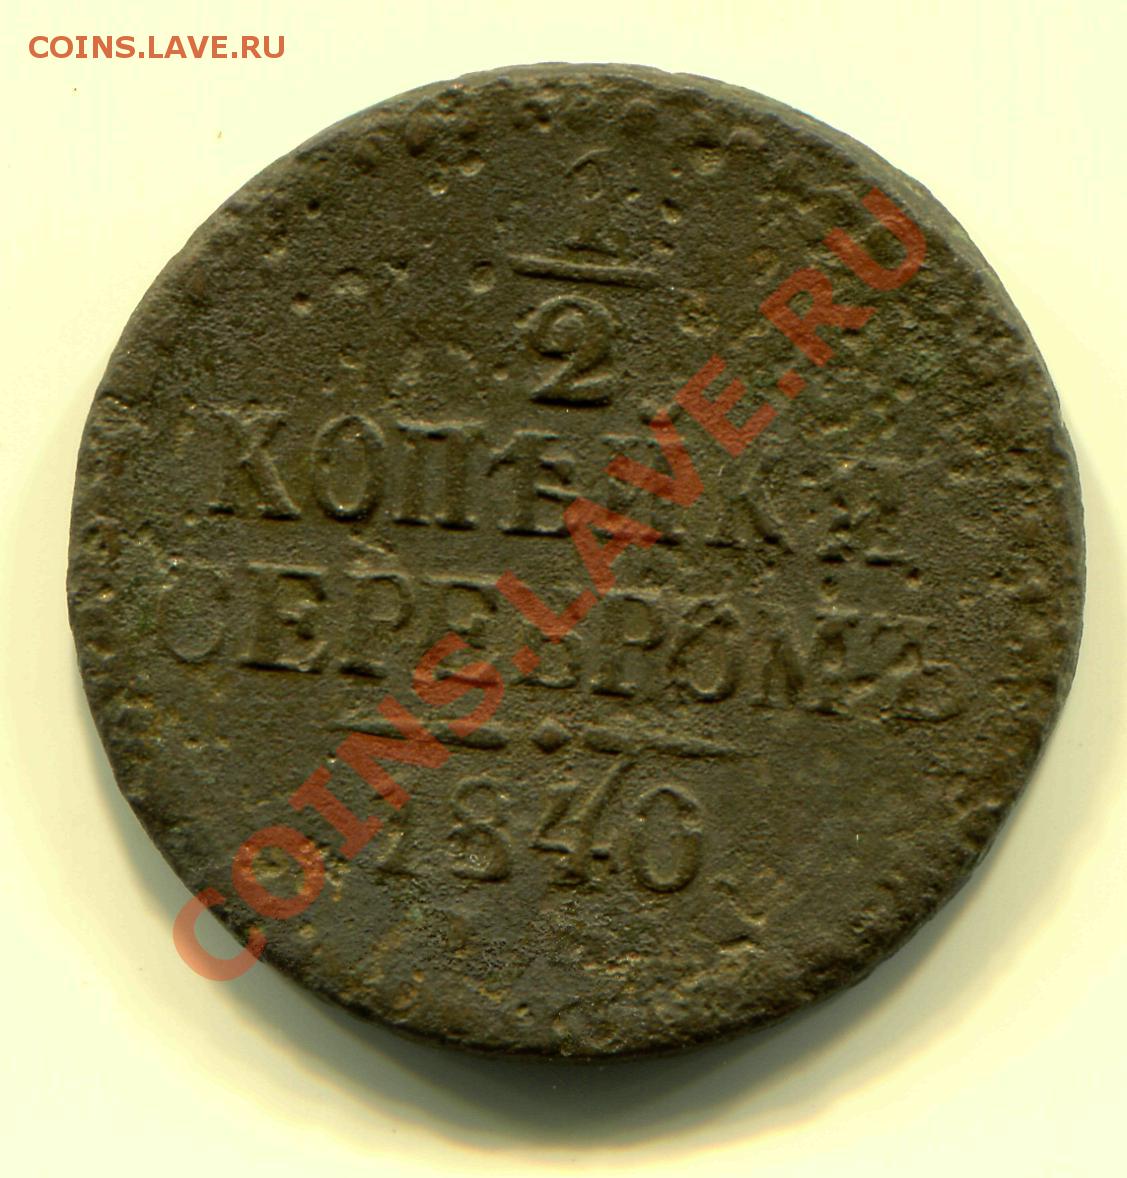 COINS.LAVE.RU
1
2
КОПѢЙКИ
СЕРЕБРОМЪ
1840
COINS.LAVE.RU